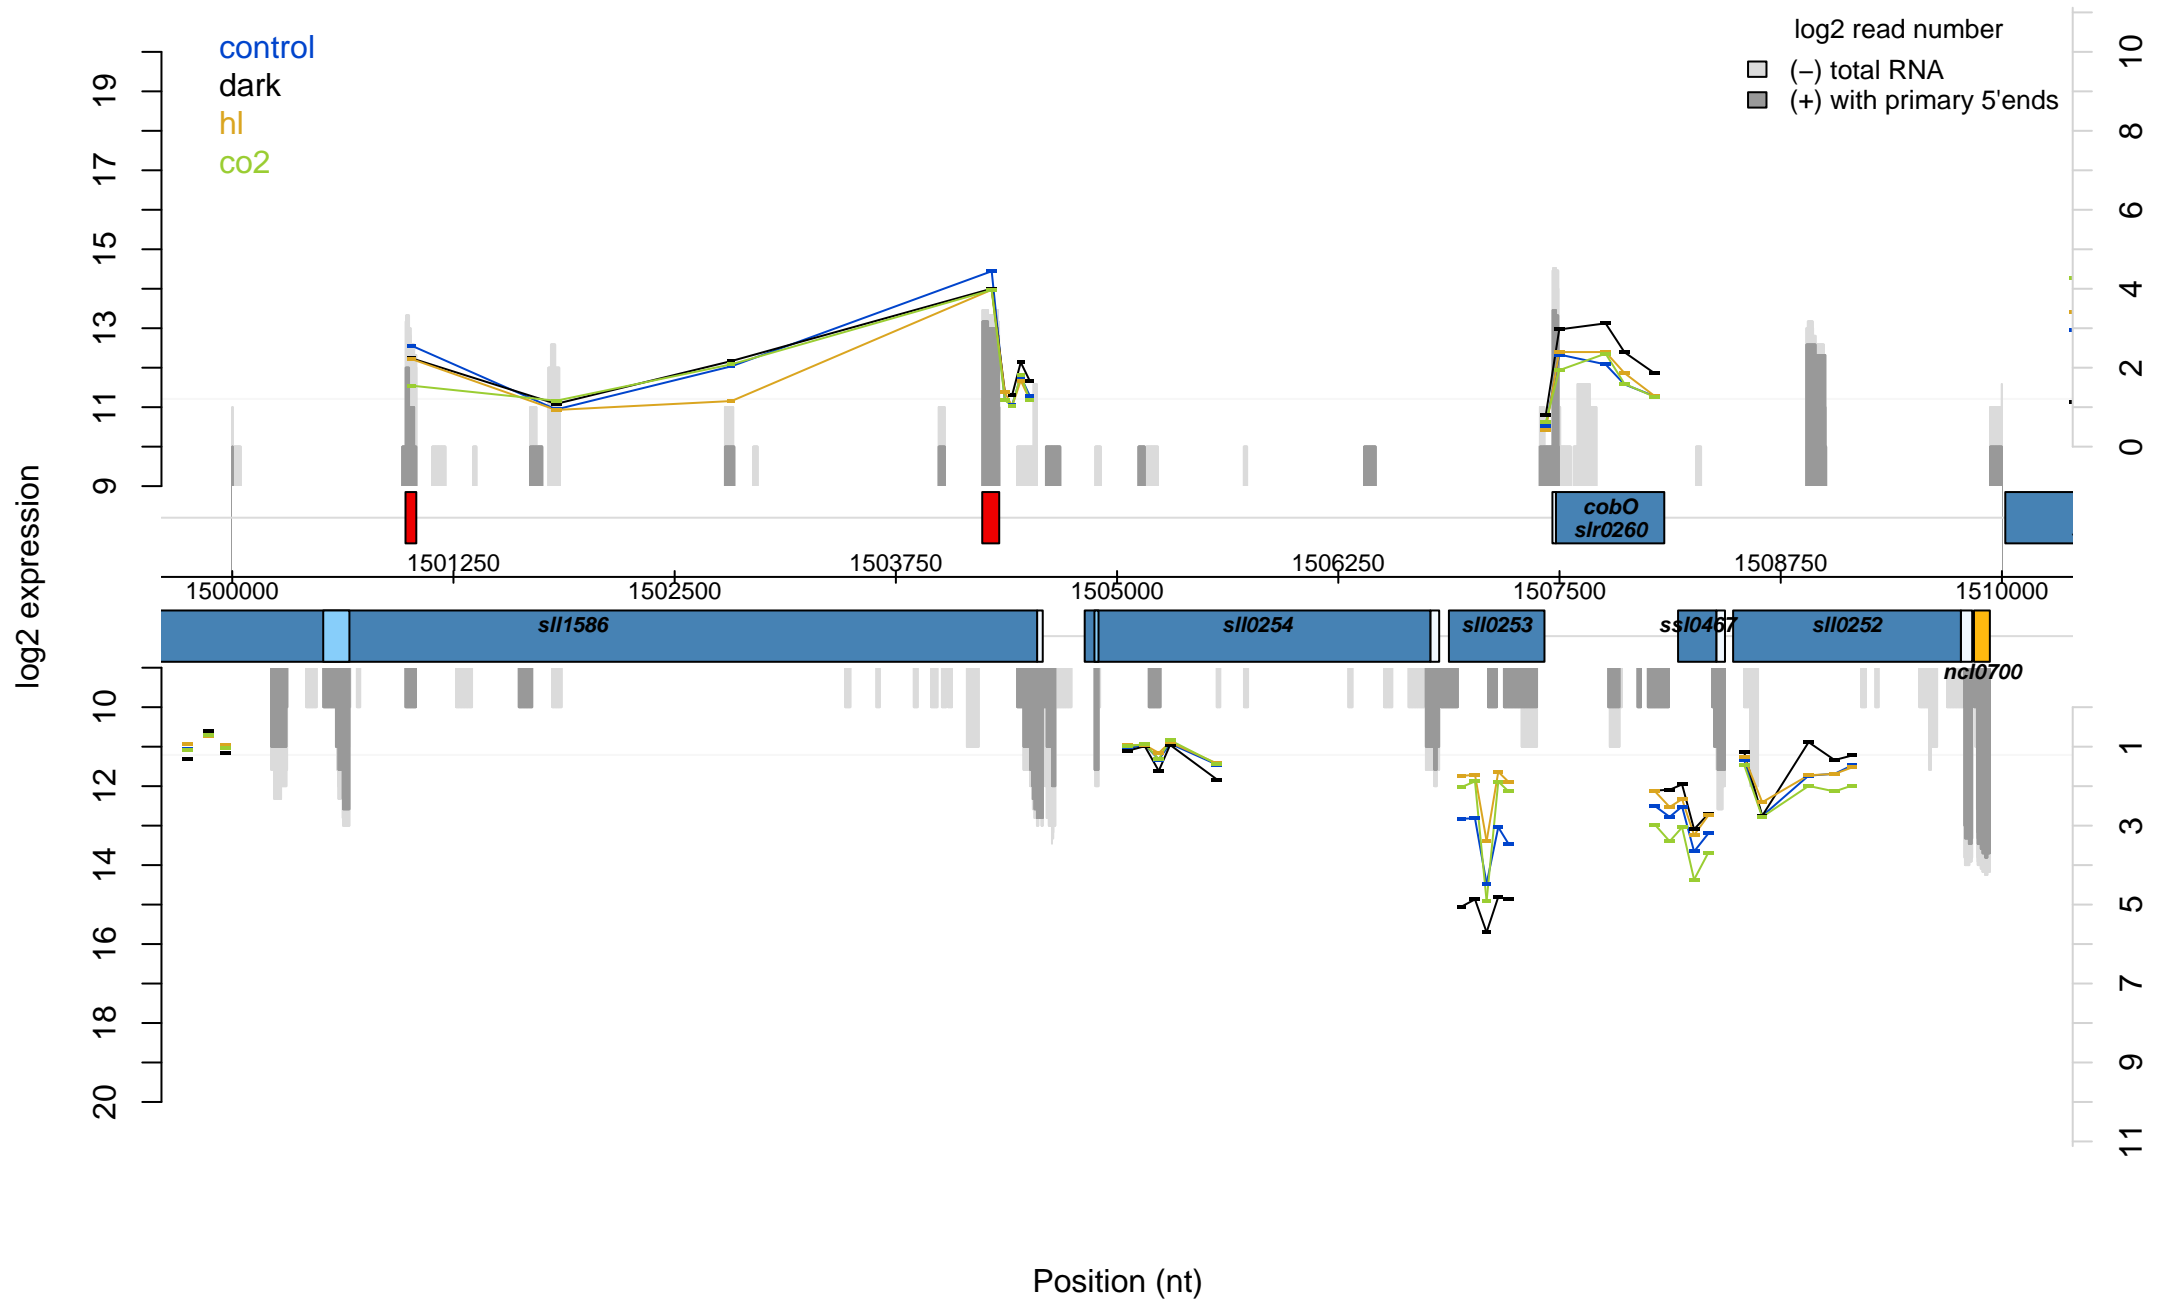 control
dark
hl
co2
log2 read number
(−) total RNA
(+) with primary 5'ends
19
17
15
13
11
9
10
8
6
4
2
0
log2 expression
cobO
slr0260
1501250
1503750
1506250
1508750
1500000
1502500
1505000
1507500
1510000
sll1586
sll0254
sll0253
ssl0467
sll0252
ncl0700
10
12
14
16
18
20
1
3
5
7
9
11
Position (nt)